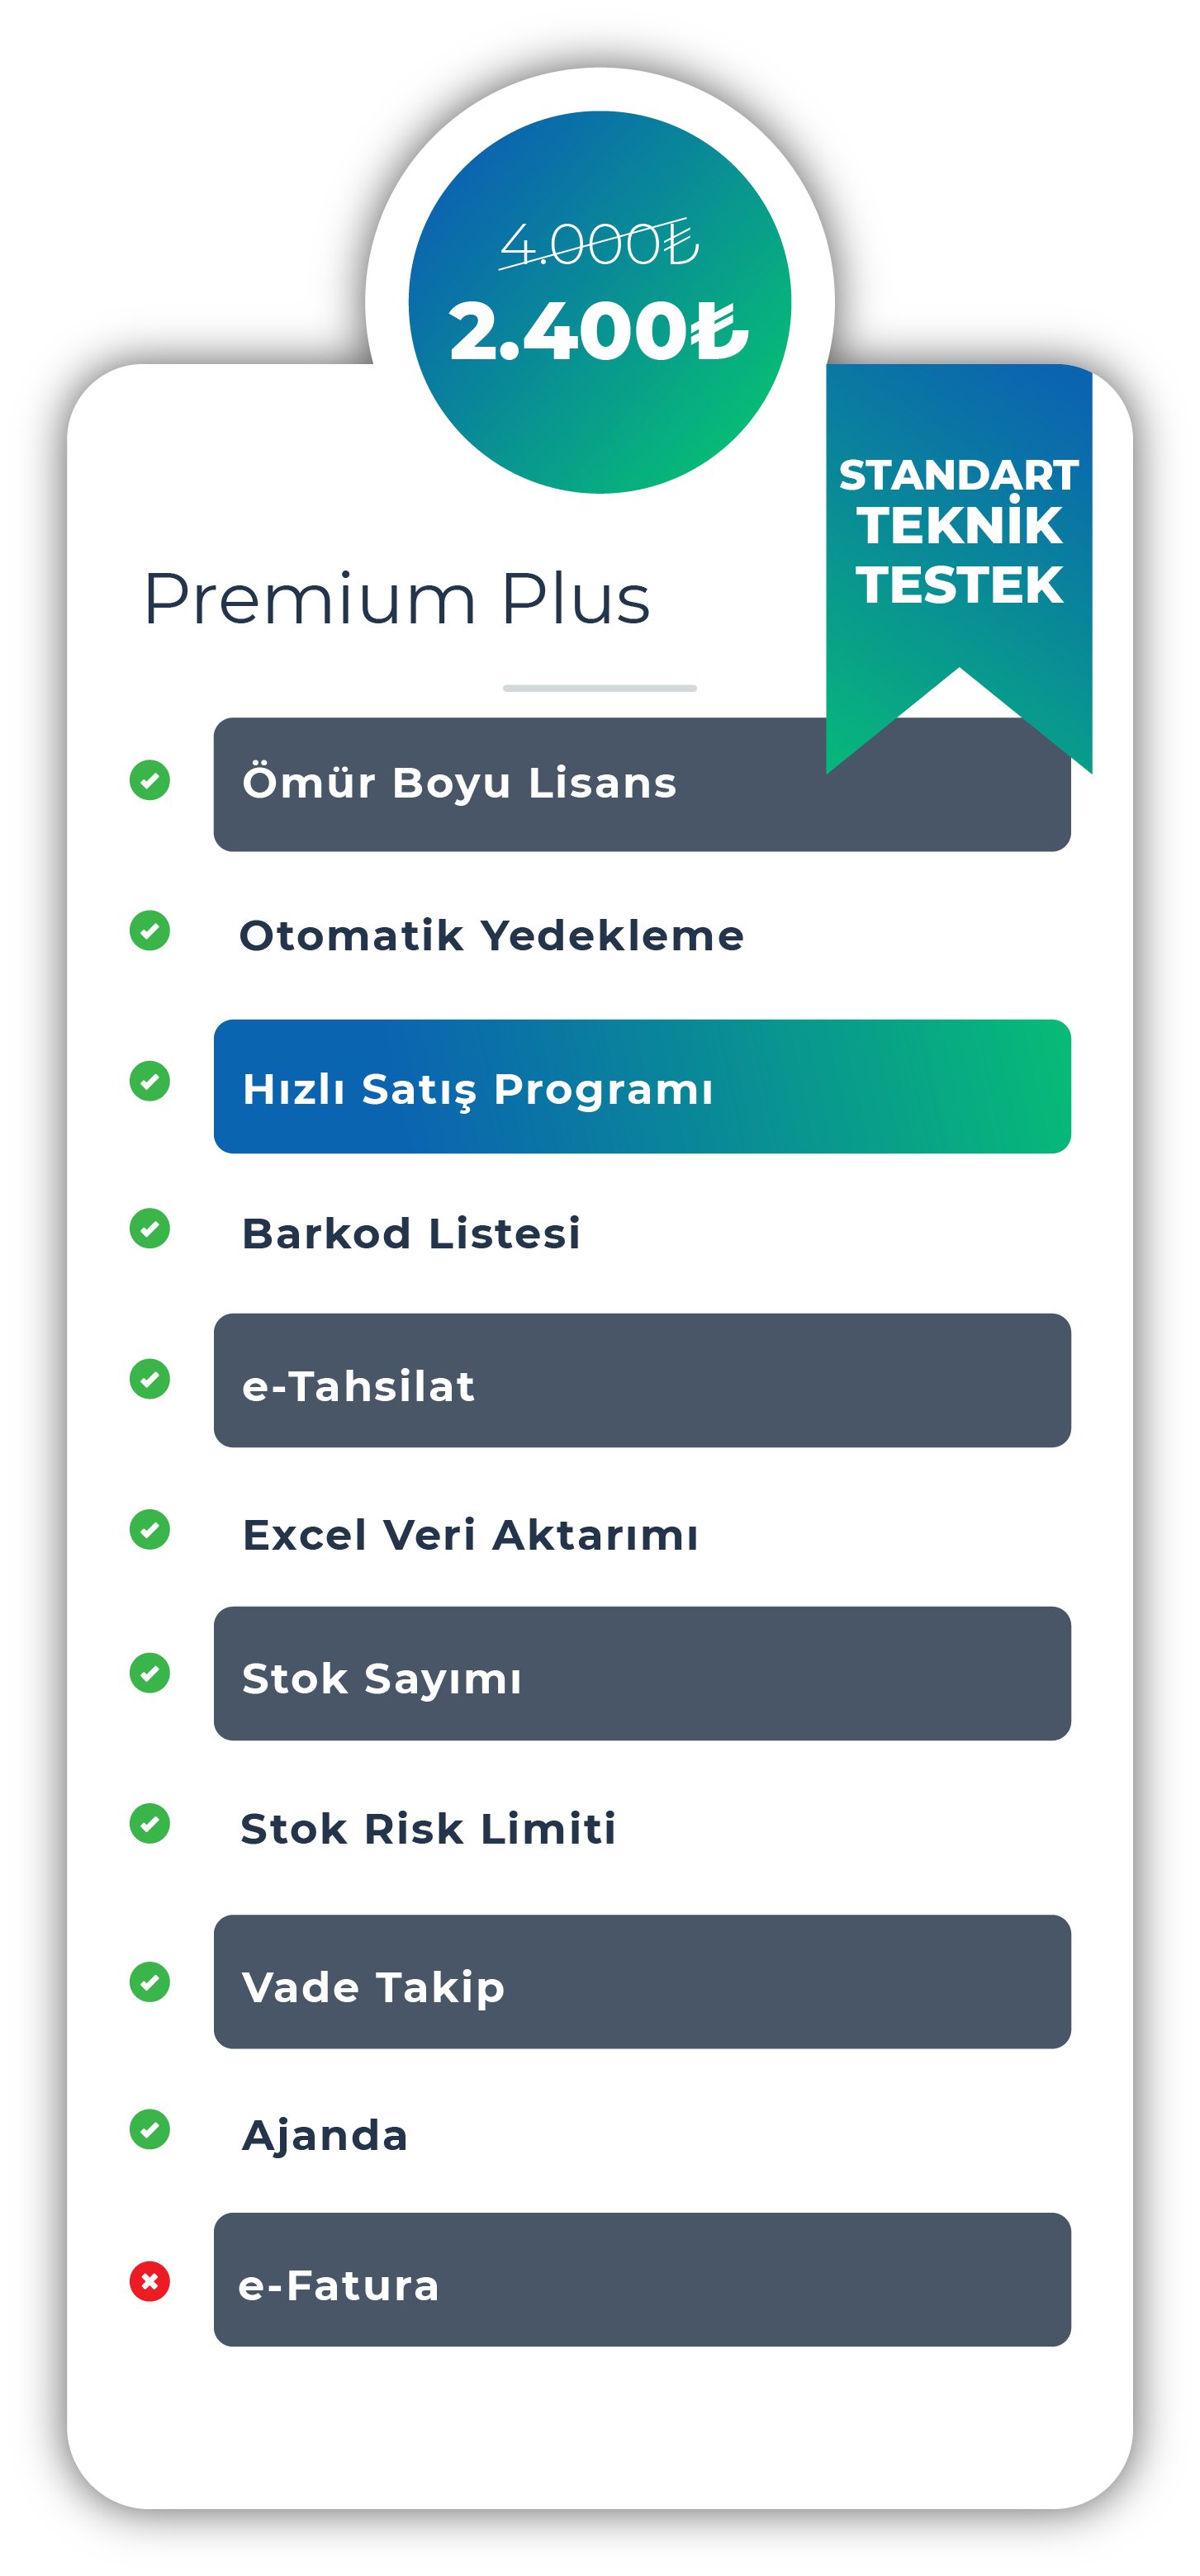 4.000₺
2.400₺
STANDART
TEKNİK
TESTEK
Premium Plus
Ömür Boyu Lisans
Otomatik Yedekleme
Hızlı Satış Programı
Barkod Listesi
e-Tahsilat
Excel Veri Aktarımı
Stok Sayımı
Stok Risk Limiti
Vade Takip
Ajanda
e-Fatura